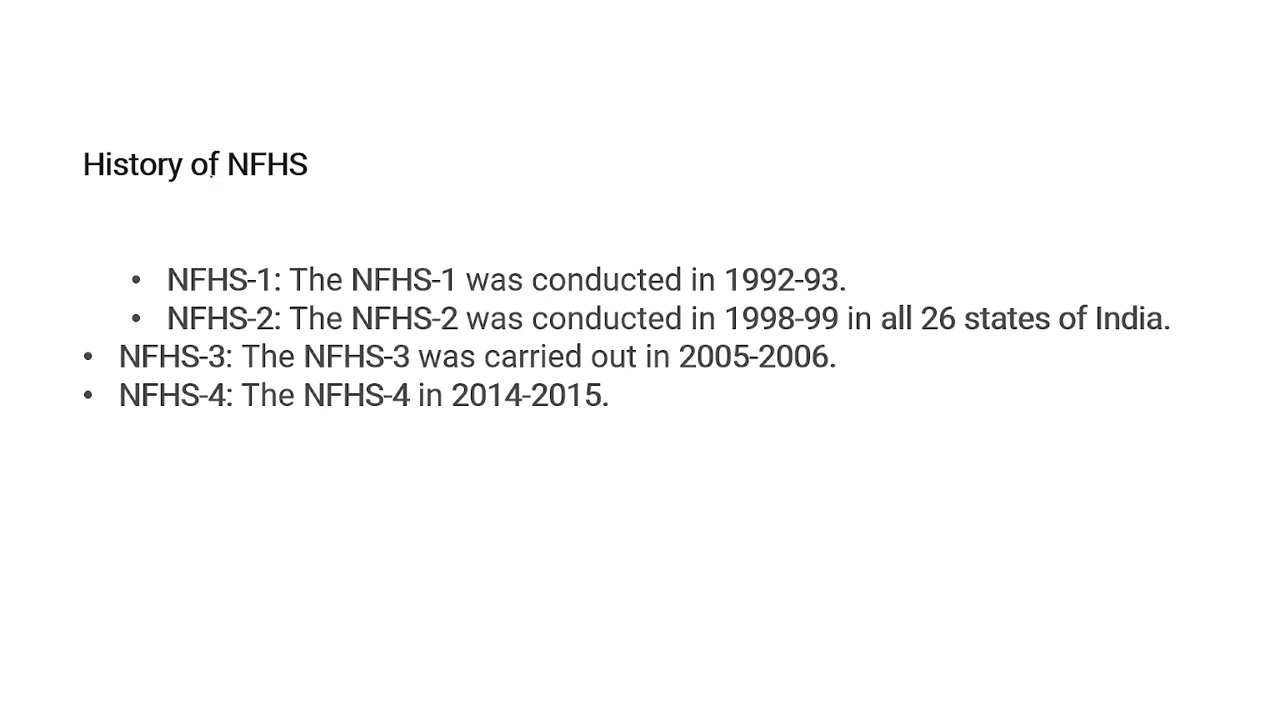 History of NFHS
• NFHS-1: The NFHS-1 was conducted in 1992-93.
• NFHS-2: The NFHS-2 was conducted in 1998-99 in all 26 states of India.
• NFHS-3: The NFHS-3 was carried out in 2005-2006.
• NFHS-4: The NFHS-4 in 2014-2015.